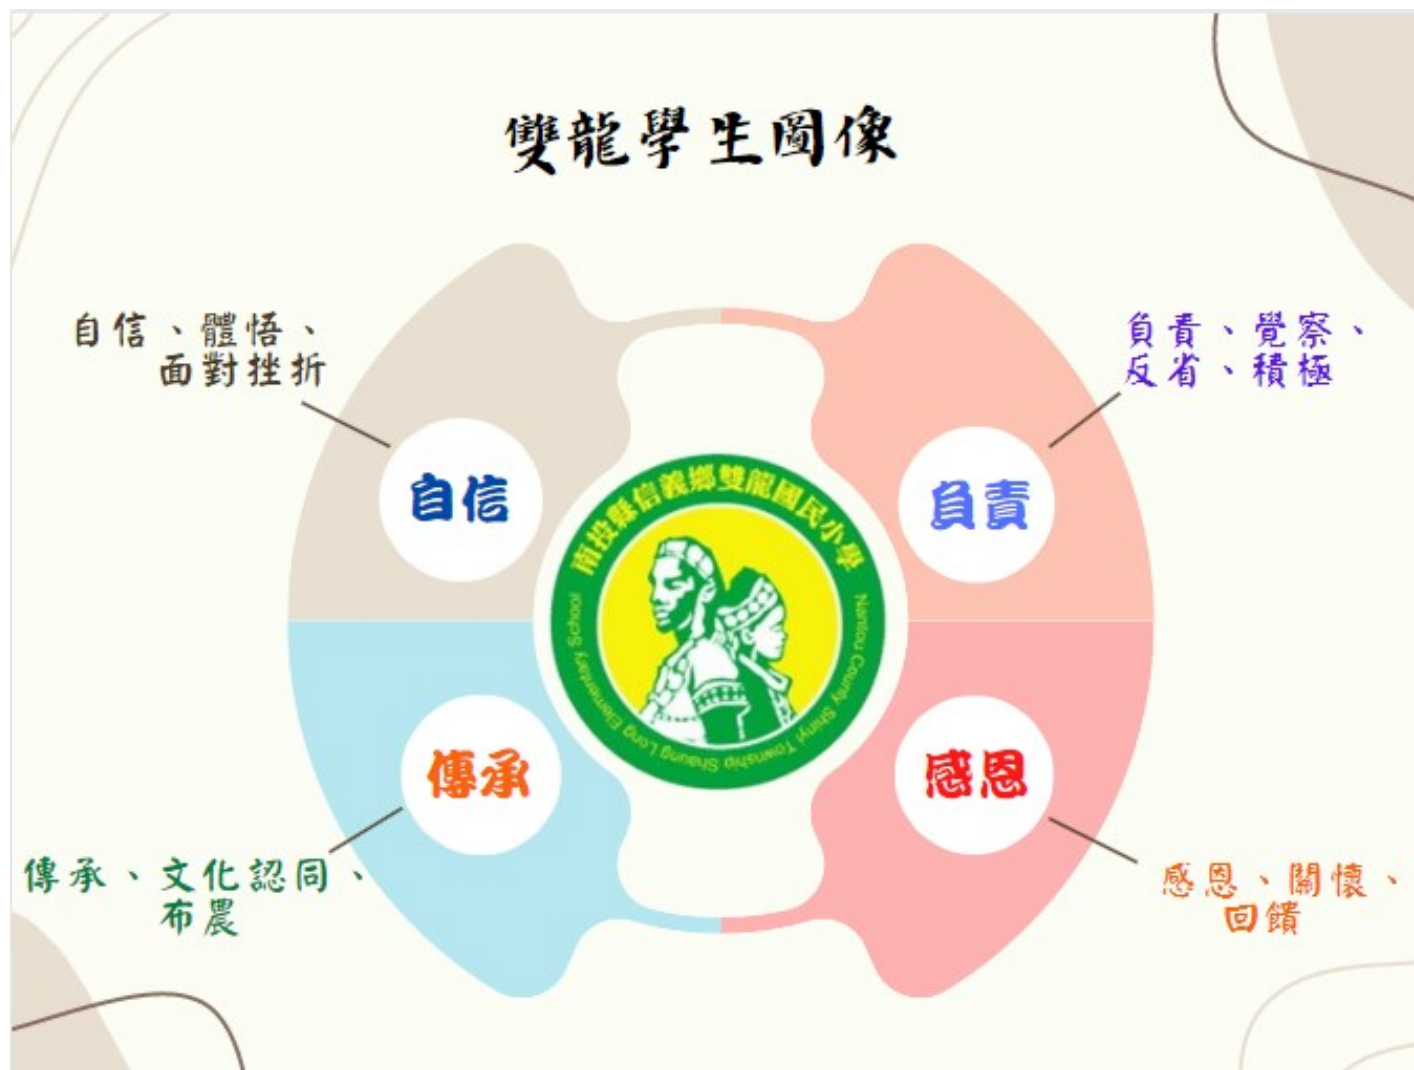 雙龍學生圖像
自信、體悟、
面對挫折
負責、覺察、
反省、積極
自信
負責
南投縣信義鄉雙龍國民小學
Nantou County Shinyi Township Shaung Long Elementary School
傳承
感恩
傳承、文化認同、
布農
感恩、關懷、
回饋